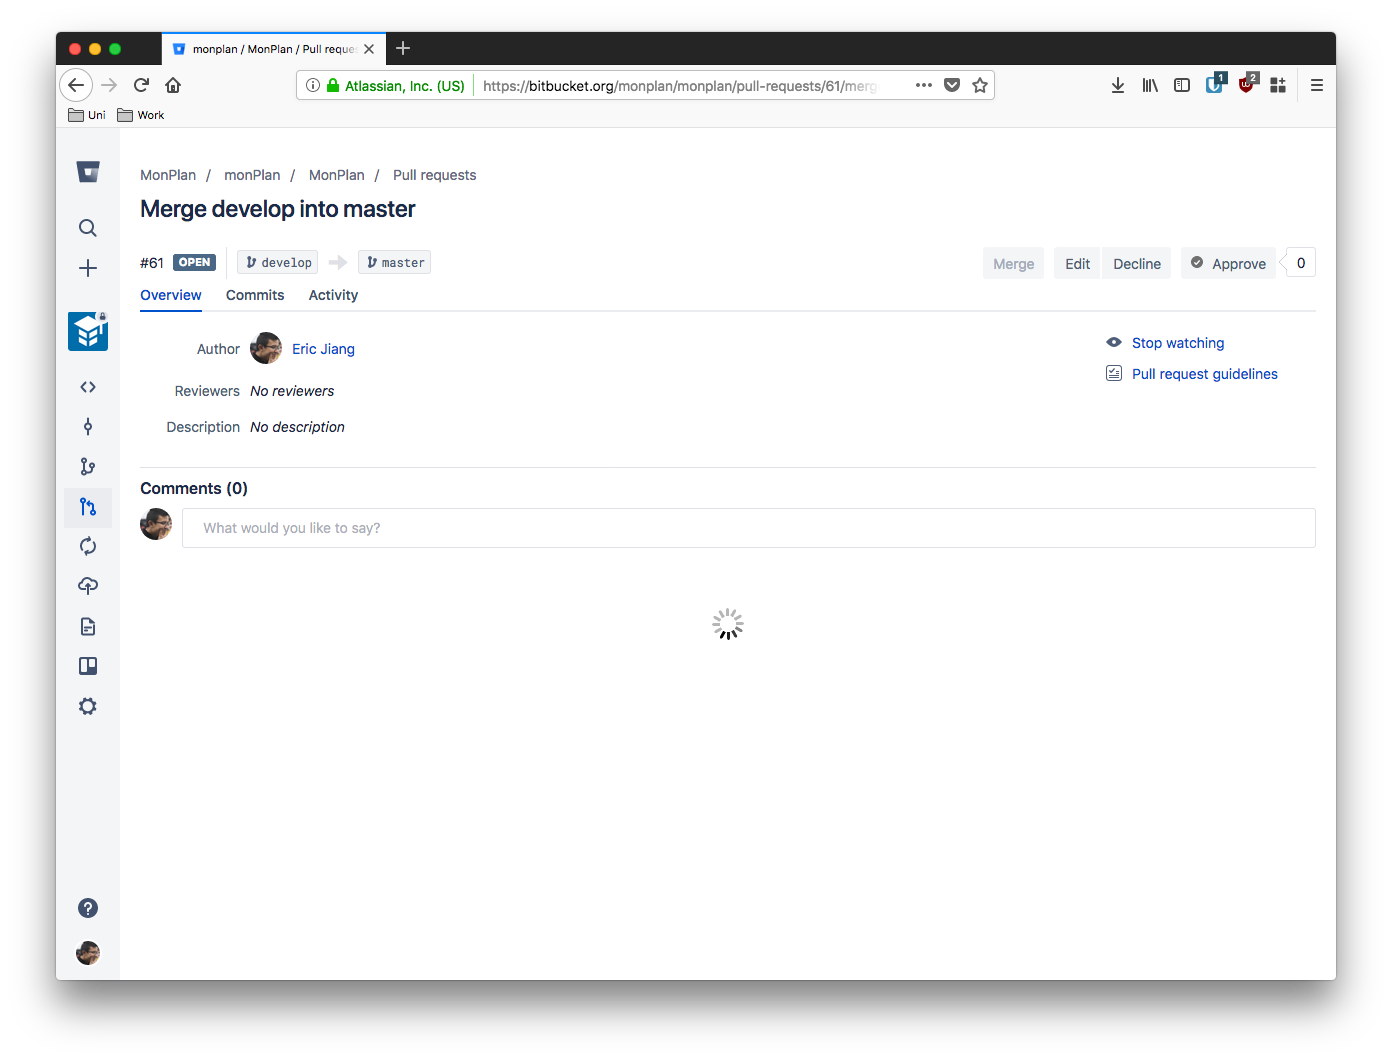 monplan / MonPlan / Pull reques
Atlassian, Inc. (US) https://bitbucket.org/monplan/monplan/pull-requests/61/merg
1 2
Uni Work
MonPlan / monPlan / MonPlan / Pull requests
Merge develop into master
#61 OPEN develop master Merge Edit Decline Approve 0
Overview Commits Activity
Author Eric Jiang
Stop watching
Pull request guidelines
Reviewers No reviewers
Description No description
Comments (0)
What would you like to say?